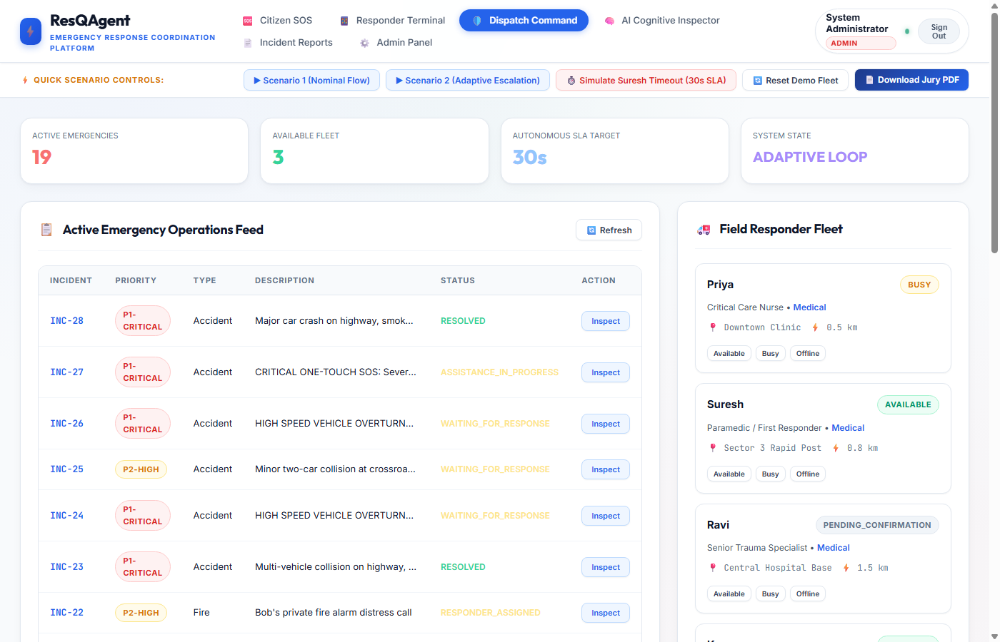 ResQAgent
EMERGENCY RESPONSE COORDINATION
PLATFORM
Citizen SOS
Responder Terminal
Dispatch Command
AI Cognitive Inspector
Incident Reports
Admin Panel
System
Administrator
ADMIN
Sign
Out
QUICK SCENARIO CONTROLS:
Scenario 1 (Nominal Flow)
Scenario 2 (Adaptive Escalation)
Simulate Suresh Timeout (30s SLA)
Reset Demo Fleet
Download Jury PDF
ACTIVE EMERGENCIES
19
AVAILABLE FLEET
3
AUTONOMOUS SLA TARGET
30s
SYSTEM STATE
ADAPTIVE LOOP
Active Emergency Operations Feed
Refresh
INCIDENT PRIORITY TYPE DESCRIPTION STATUS ACTION
INC-28 P1-CRITICAL Accident Major car crash on highway, smok... RESOLVED Inspect
INC-27 P1-CRITICAL Accident CRITICAL ONE-TOUCH SOS: Sever... ASSISTANCE_IN_PROGRESS Inspect
INC-26 P1-CRITICAL Accident HIGH SPEED VEHICLE OVERTURN... WAITING_FOR_RESPONSE Inspect
INC-25 P2-HIGH Accident Minor two-car collision at crossroa... WAITING_FOR_RESPONSE Inspect
INC-24 P1-CRITICAL Accident HIGH SPEED VEHICLE OVERTURN... WAITING_FOR_RESPONSE Inspect
INC-23 P1-CRITICAL Accident Multi-vehicle collision on highway, ... RESOLVED Inspect
INC-22 P2-HIGH Fire Bob's private fire alarm distress call RESPONDER_ASSIGNED Inspect
Field Responder Fleet
Priya BUSY
Critical Care Nurse • Medical
Downtown Clinic 0.5 km
Available Busy Offline
Suresh AVAILABLE
Paramedic / First Responder • Medical
Sector 3 Rapid Post 0.8 km
Available Busy Offline
Ravi PENDING_CONFIRMATION
Senior Trauma Specialist • Medical
Central Hospital Base 1.5 km
Available Busy Offline